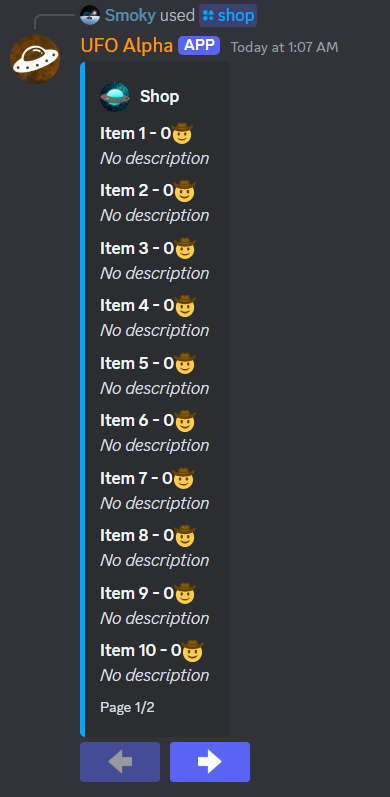 Smoky used shop
UFO Alpha APP Today at 1:07 AM
Shop
Item 1 - 0🤠
No description
Item 2 - 0🤠
No description
Item 3 - 0🤠
No description
Item 4 - 0🤠
No description
Item 5 - 0🤠
No description
Item 6 - 0🤠
No description
Item 7 - 0🤠
No description
Item 8 - 0🤠
No description
Item 9 - 0🤠
No description
Item 10 - 0🤠
No description
Page 1/2